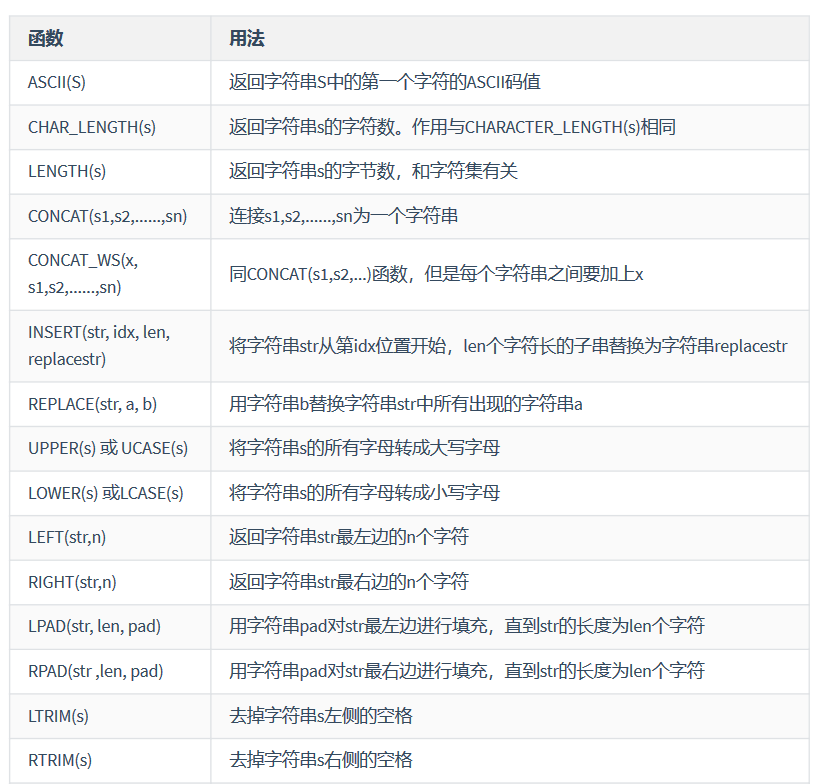 函数 用法
ASCII(S) 返回字符串S中的第一个字符的ASCII码值
CHAR_LENGTH(s) 返回字符串s的字符数。作用与CHARACTER_LENGTH(s)相同
LENGTH(s) 返回字符串s的字节数，和字符集有关
CONCAT(s1,s2,......,sn) 连接s1,s2,......,sn为一个字符串
CONCAT_WS(x,
s1,s2,......,sn)
同CONCAT(s1,s2,...)函数，但是每个字符串之间要加上x
INSERT(str, idx, len,
replacestr)
将字符串str从第idx位置开始，len个字符长的子串替换为字符串replacestr
REPLACE(str, a, b) 用字符串b替换字符串str中所有出现的字符串a
UPPER(s) 或 UCASE(s) 将字符串s的所有字母转成大写字母
LOWER(s) 或LCASE(s) 将字符串s的所有字母转成小写字母
LEFT(str,n) 返回字符串str最左边的n个字符
RIGHT(str,n) 返回字符串str最右边的n个字符
LPAD(str, len, pad) 用字符串pad对str最左边进行填充，直到str的长度为len个字符
RPAD(str ,len, pad) 用字符串pad对str最右边进行填充，直到str的长度为len个字符
LTRIM(s) 去掉字符串s左侧的空格
RTRIM(s) 去掉字符串s右侧的空格